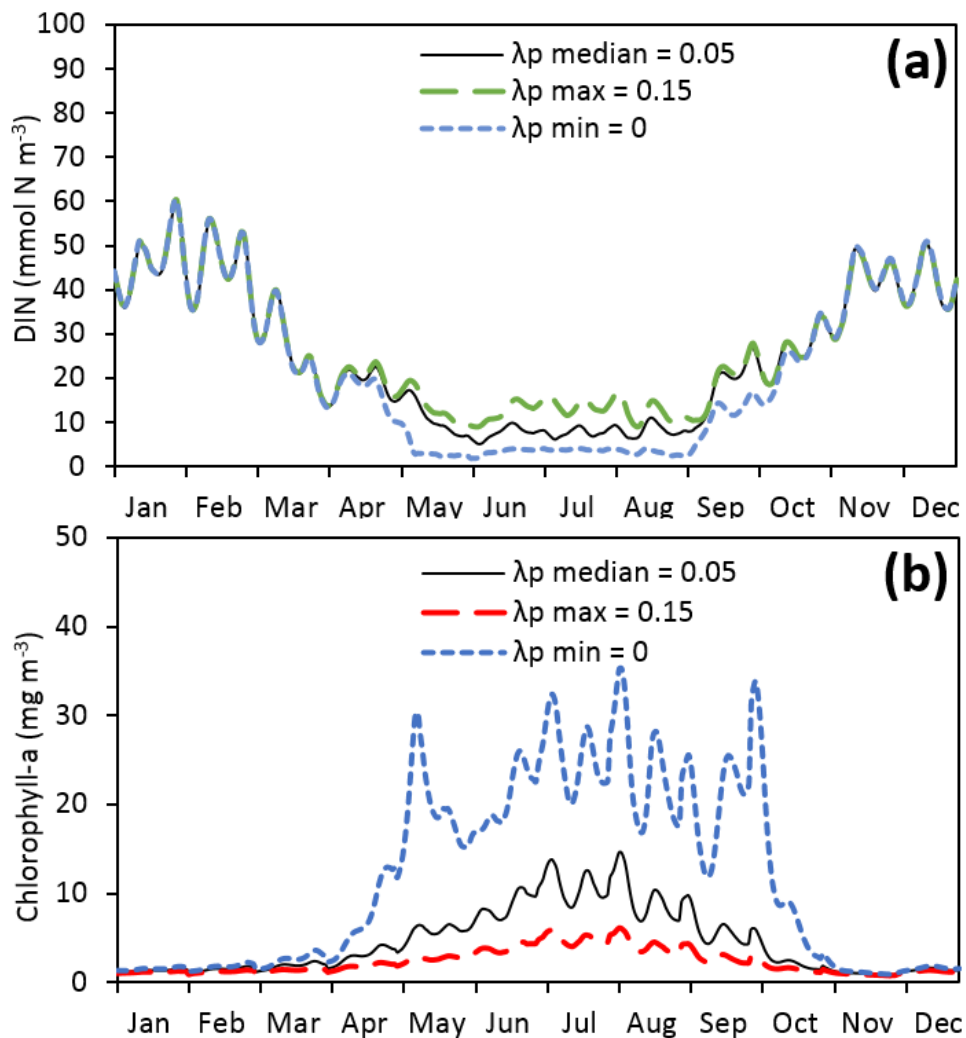 (a)
λp median = 0.05
λp max = 0.15
λp min = 0
DIN (mmol N m⁻³)
100
90
80
70
60
50
40
30
20
10
0
Jan Feb Mar Apr May Jun Jul Aug Sep Oct Nov Dec
(b)
λp median = 0.05
λp max = 0.15
λp min = 0
Chlorophyll-a (mg m⁻³)
50
40
30
20
10
0
Jan Feb Mar Apr May Jun Jul Aug Sep Oct Nov Dec